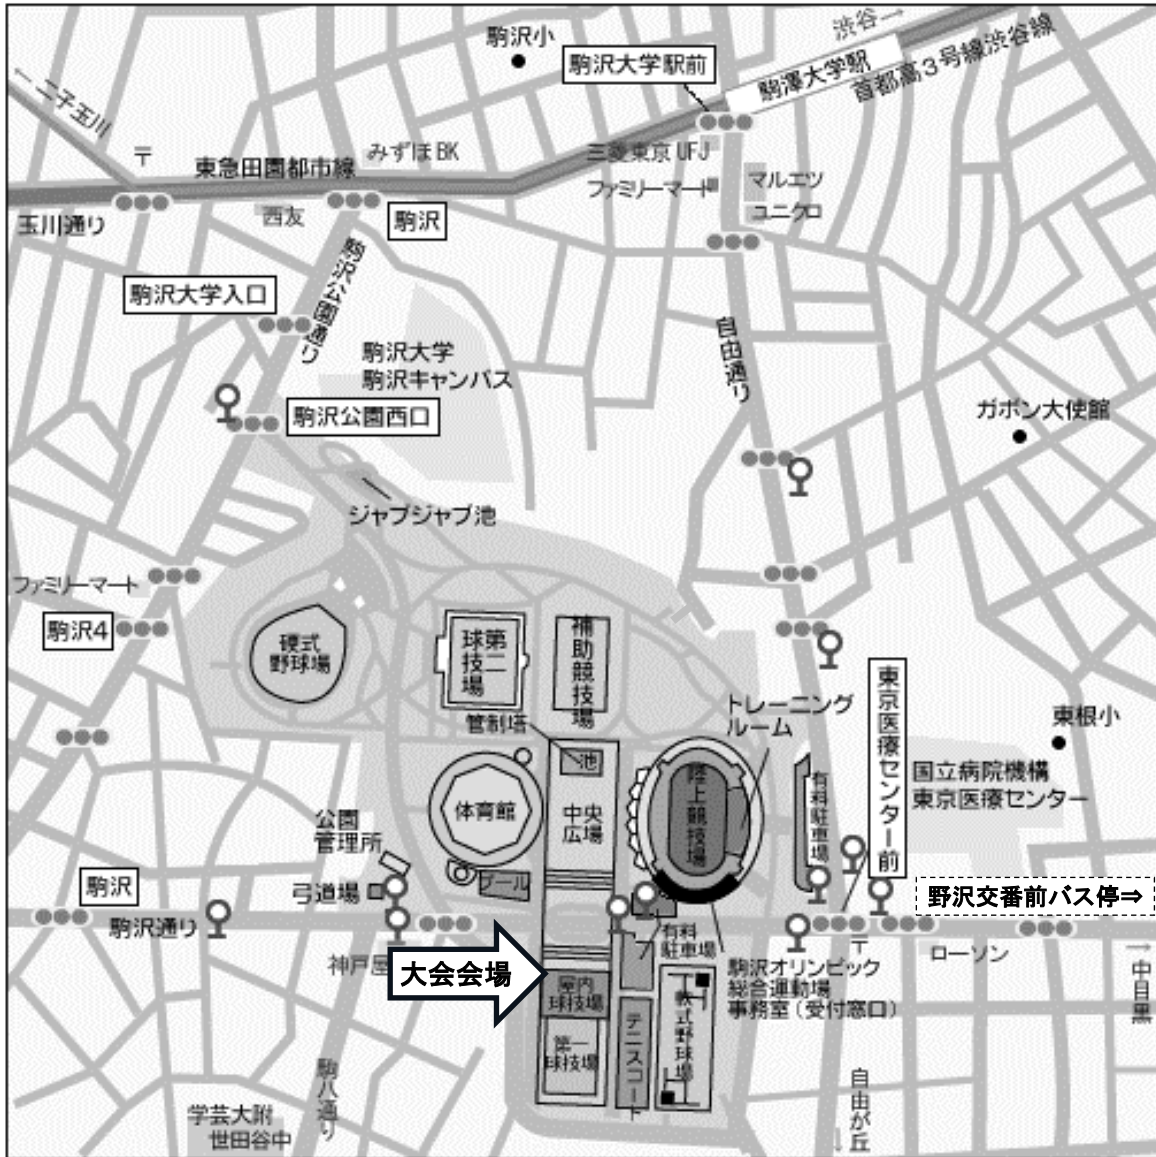 渋谷→
駒沢小
駒沢大学駅前
駒澤大学駅
首都高3号線渋谷線
←二子玉川
〒
みずほBK
三菱東京UFJ
東急田園都市線
ファミリーマート
マルエツ
ユニクロ
玉川通り
西友
駒沢
駒沢公園通り
駒沢大学入口
自由通り
駒沢大学
駒沢キャンパス
駒沢公園西口
ガボン大使館
ジャブジャブ池
ファミリーマート
駒沢4
硬式
野球場
第二
球技場
補助競技場
管制塔
トレーニング
ルーム
東京医療センター前
東根小
池
体育館
中央
広場
陸上競技場
有料駐車場
国立病院機構
東京医療センター
公園
管理所
プール
弓道場
駒沢
駒沢通り
野沢交番前バス停⇒
有料
駐車場
〒
ローソン
→中目黒
神戸屋
大会会場
屋内
球技場
駒沢オリンピック
総合運動場
事務室(受付窓口)
第一
球技場
テニスコート
軟式野球場
駒八通り
自由が丘
↓
学芸大附
世田谷中